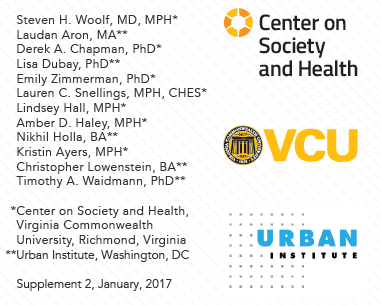 Steven H. Woolf, MD, MPH*
Laudan Aron, MA**
Derek A. Chapman, PhD*
Lisa Dubay, PhD**
Emily Zimmerman, PhD*
Lauren C. Snellings, MPH, CHES*
Lindsey Hall, MPH*
Amber D. Haley, MPH*
Nikhil Holla, BA**
Kristin Ayers, MPH*
Christopher Lowenstein, BA**
Timothy A. Waidmann, PhD**
*Center on Society and Health,
Virginia Commonwealth
University, Richmond, Virginia
**Urban Institute, Washington, DC
Supplement 2, January, 2017
Center on
Society
and Health
VCU
URBAN
INSTITUTE